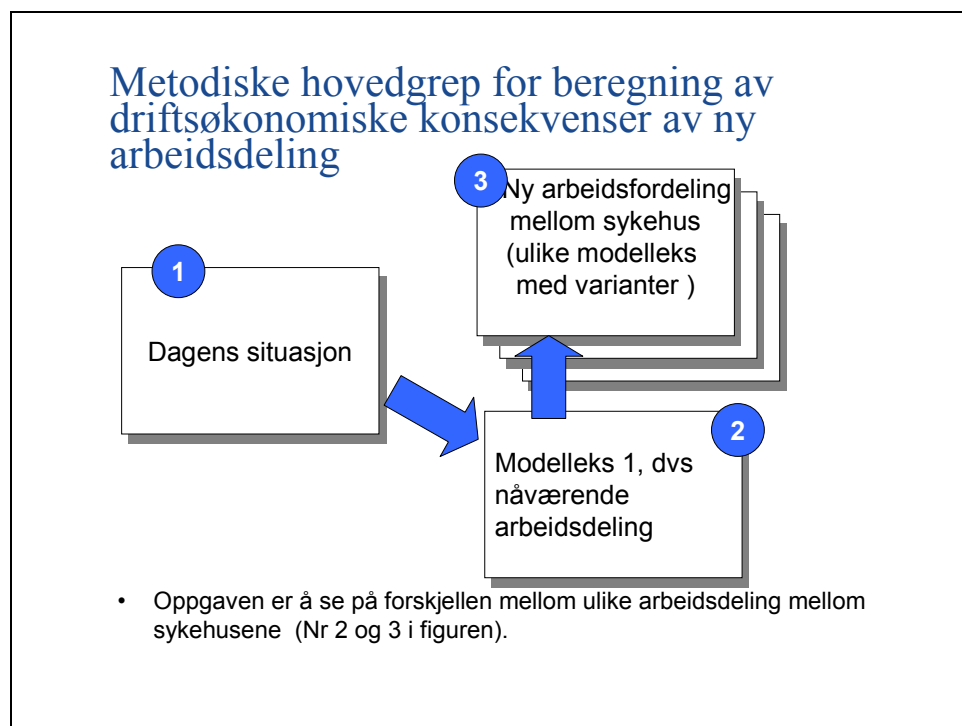 Metodiske hovedgrep for beregning av
driftsøkonomiske konsekvenser av ny
arbeidsdeling
1
Dagens situasjon
3
Ny arbeidsfordeling
mellom sykehus
(ulike modelleks
med varianter )
2
Modelleks 1, dvs
nåværende
arbeidsdeling
• Oppgaven er å se på forskjellen mellom ulike arbeidsdeling mellom
sykehusene (Nr 2 og 3 i figuren).